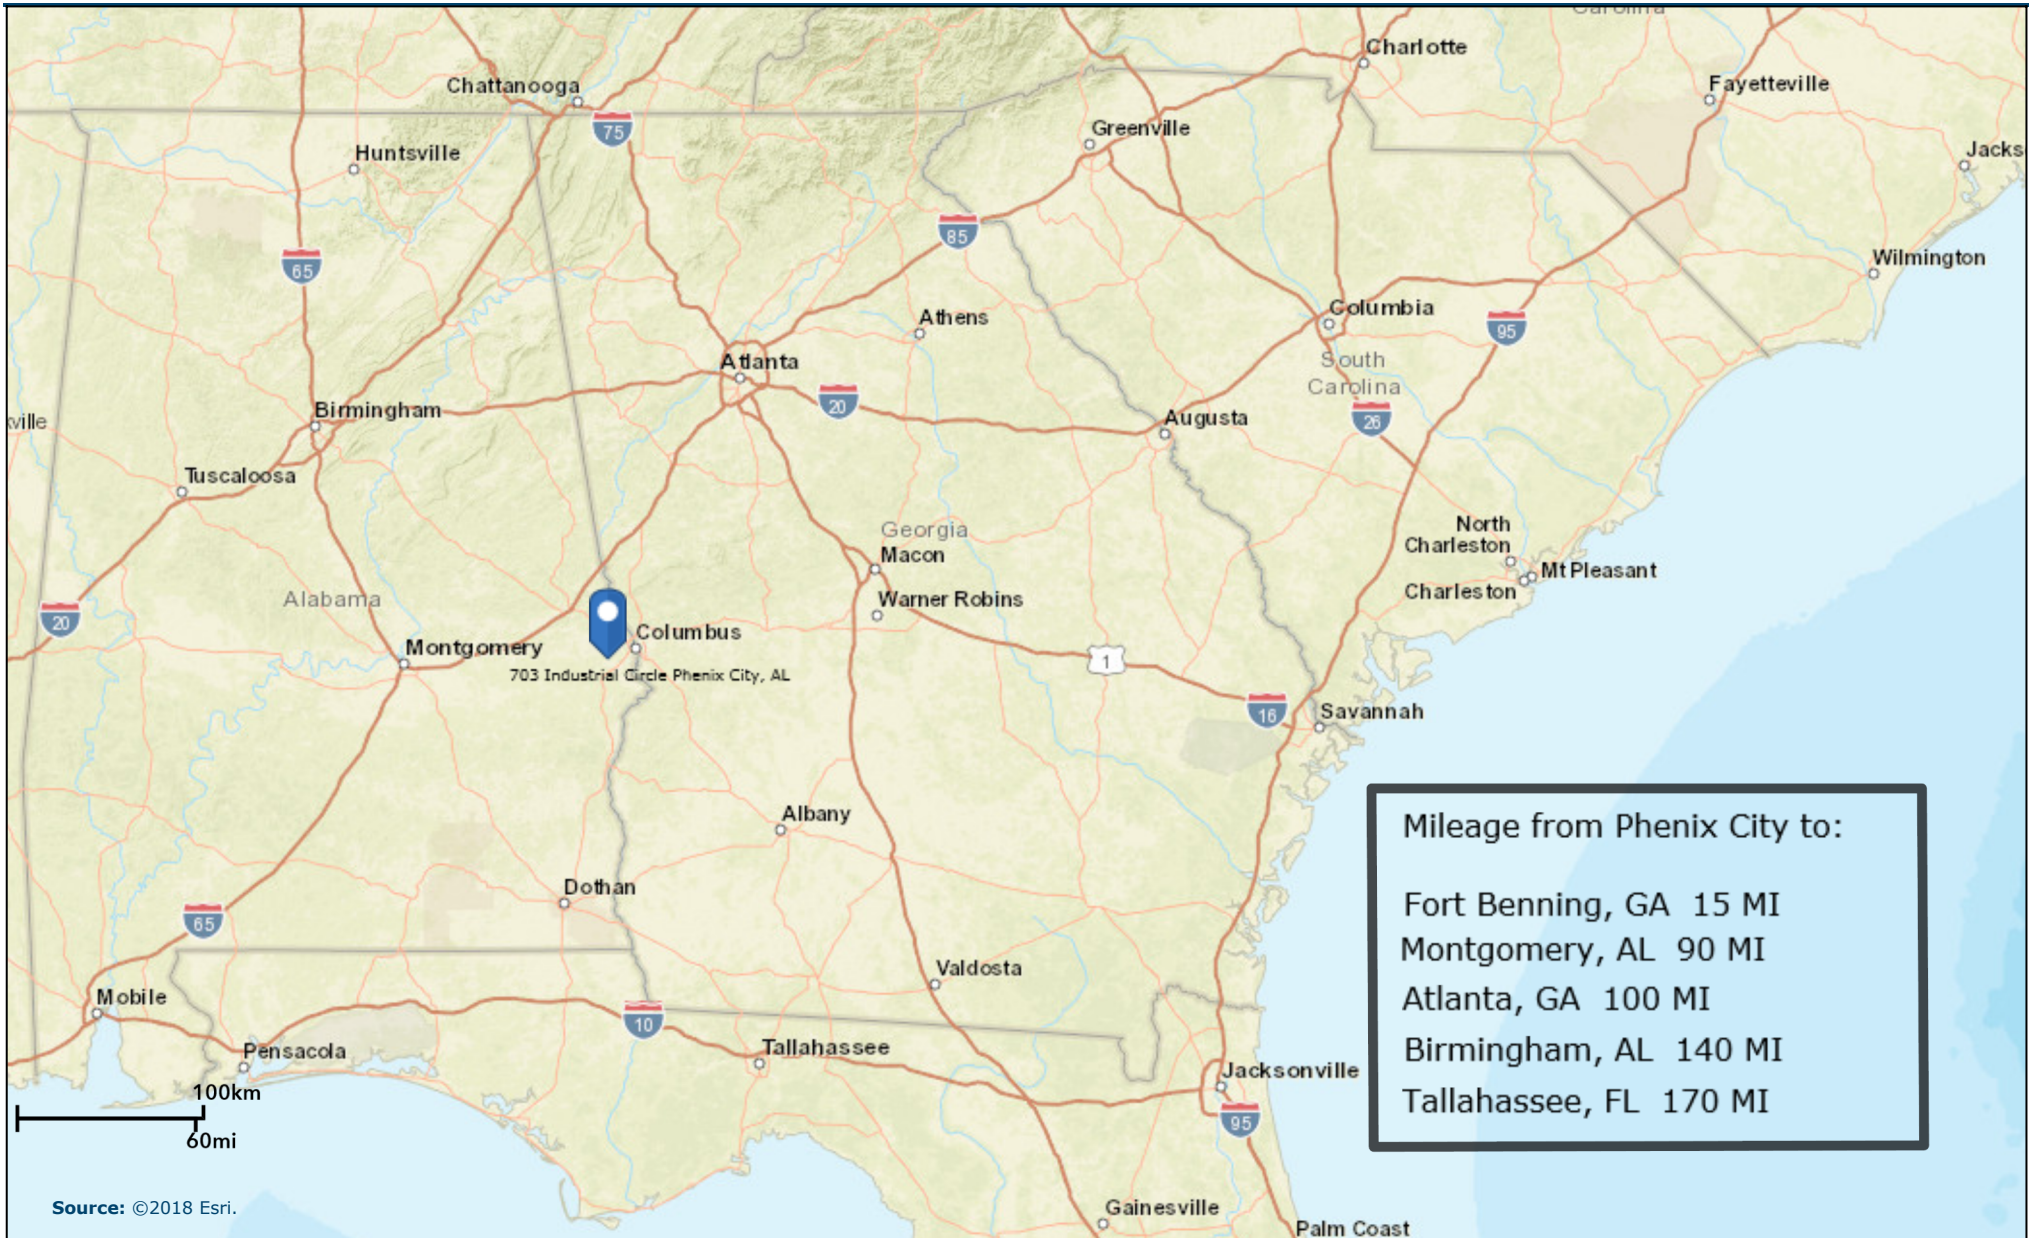 Carolina
Charlotte
Chattanooga
Fayetteville
75
Greenville
Huntsville
Jacks
85
65
Wilmington
Athens
Columbia
95
Atlanta
South
Carolina
20
Birmingham
26
Augusta
ville
Tuscaloosa
North
Charleston
Georgia
Macon
Mt Pleasant
Charleston
Alabama
Warner Robins
20
Columbus
Montgomery
1
703 Industrial Circle Phenix City, AL
16
Savannah
Albany
Mileage from Phenix City to:
Fort Benning, GA 15 MI
Montgomery, AL 90 MI
Atlanta, GA 100 MI
Birmingham, AL 140 MI
Tallahassee, FL 170 MI
Dothan
65
Valdosta
Mobile
10
Pensacola
Tallahassee
Jacksonville
95
100km
60mi
Source: ©2018 Esri.
Gainesville
Palm Coast